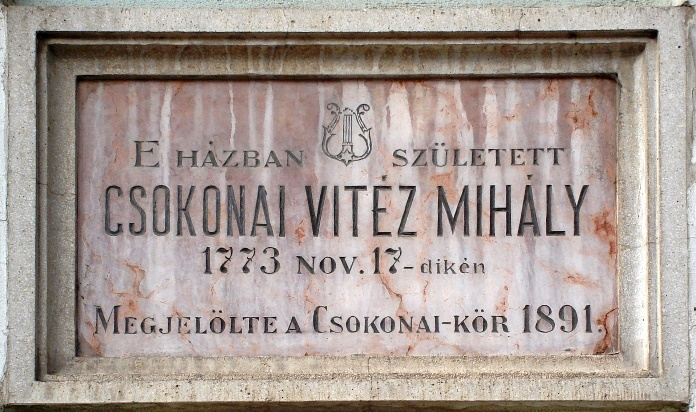 E HÁZBAN SZÜLETETT
CSOKONAI VITÉZ MIHÁLY
1773 NOV. 17-dikén
MEGJELÖLTE A CSOKONAI-KÖR 1891.